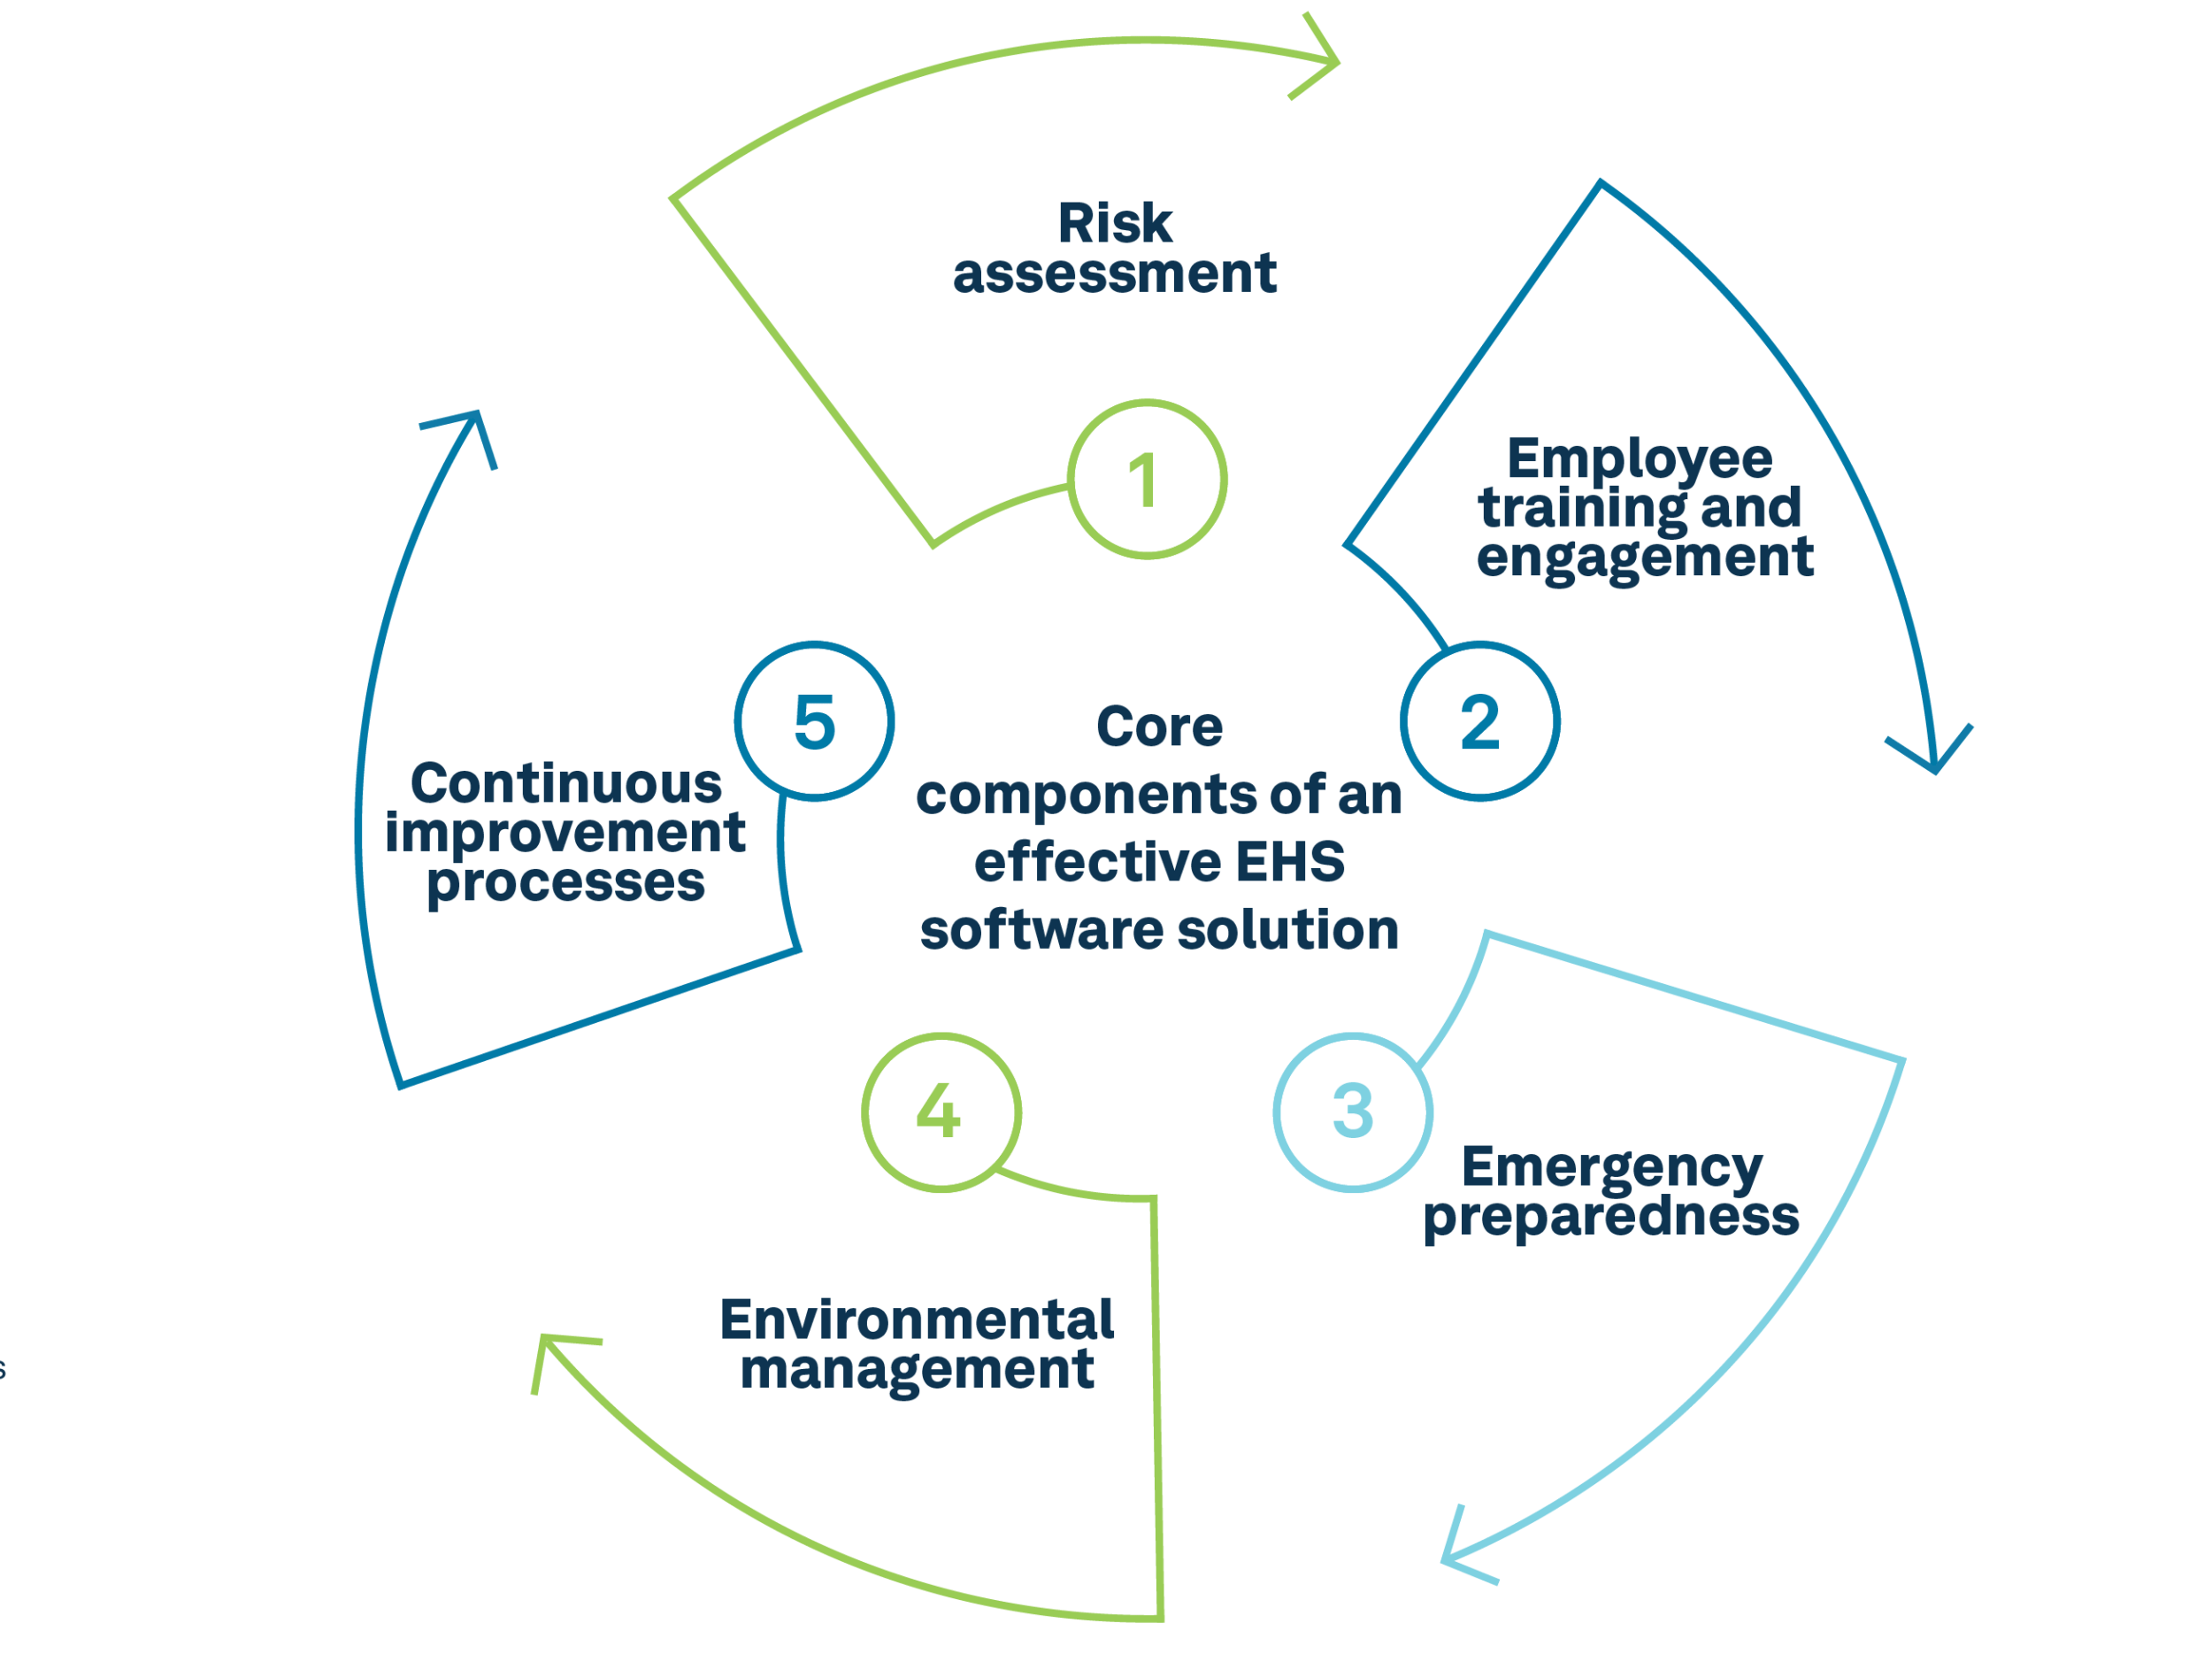 Risk
assessment
1
Employee
training and
engagement
2
Core
components of an
effective EHS
software solution
5
Continuous
improvement
processes
3
Emergency
preparedness
4
Environmental
management
s